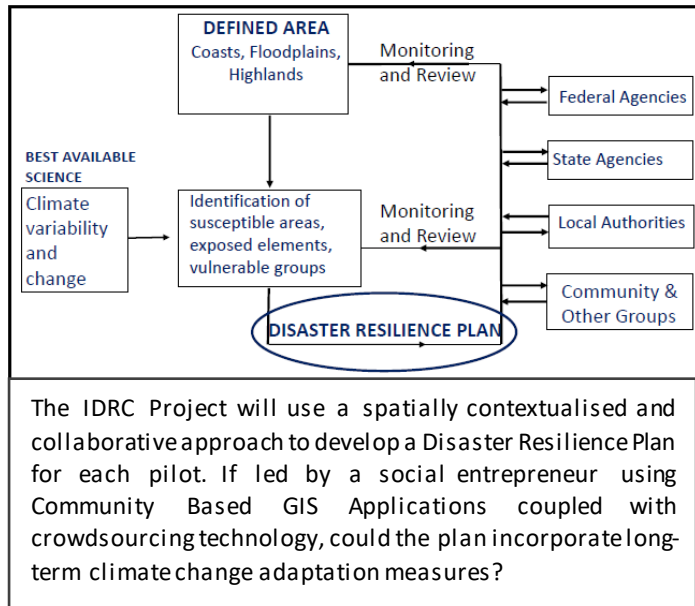 DEFINED AREA
Coasts, Floodplains,
Highlands
Monitoring
and Review
Federal Agencies
BEST AVAILABLE
SCIENCE
Climate
variability
and
change
Identification of
susceptible areas,
exposed elements,
vulnerable groups
Monitoring
and Review
State Agencies
Local Authorities
Community &
Other Groups
DISASTER RESILIENCE PLAN
The IDRC Project will use a spatially contextualised and
collaborative approach to develop a Disaster Resilience Plan
for each pilot. If led by a social entrepreneur using
Community Based GIS Applications coupled with
crowdsourcing technology, could the plan incorporate long-
term climate change adaptation measures?